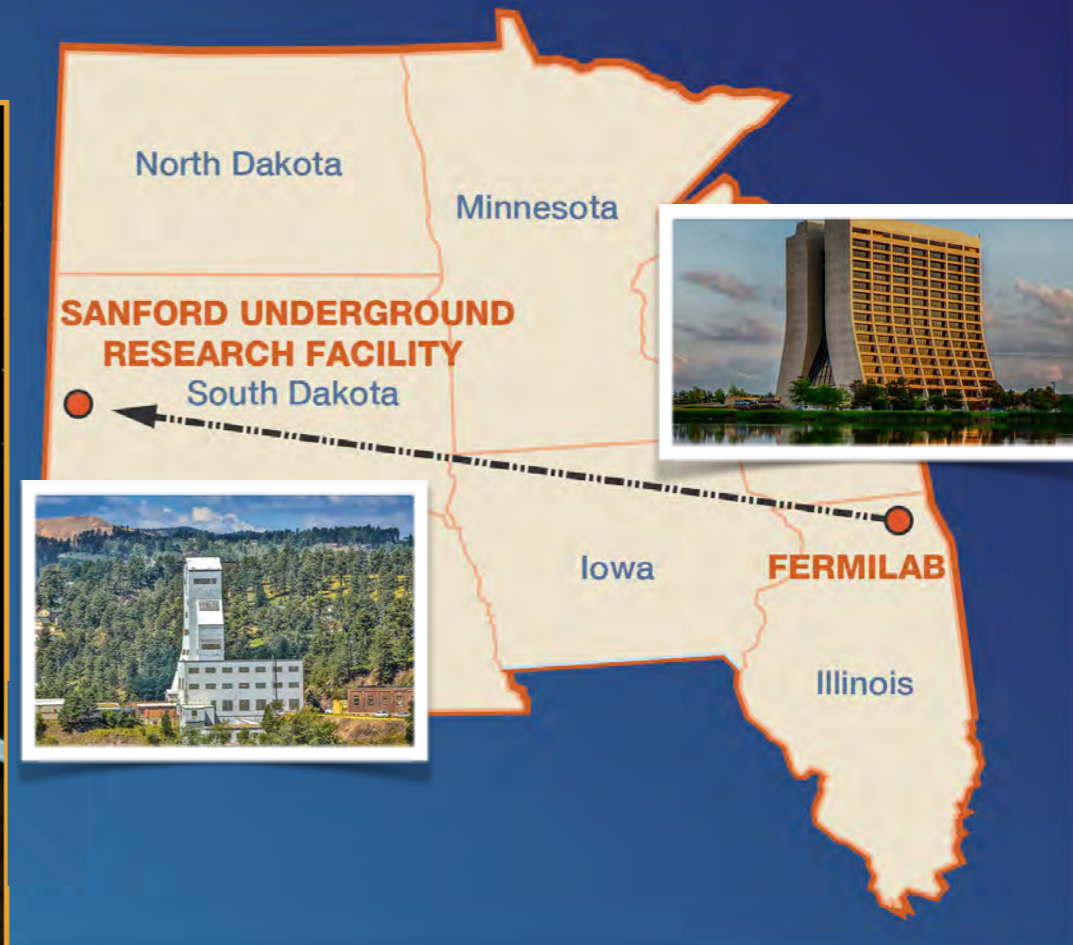 North Dakota
Minnesota
SANFORD UNDERGROUND
RESEARCH FACILITY
South Dakota
Iowa
FERMILAB
Illinois